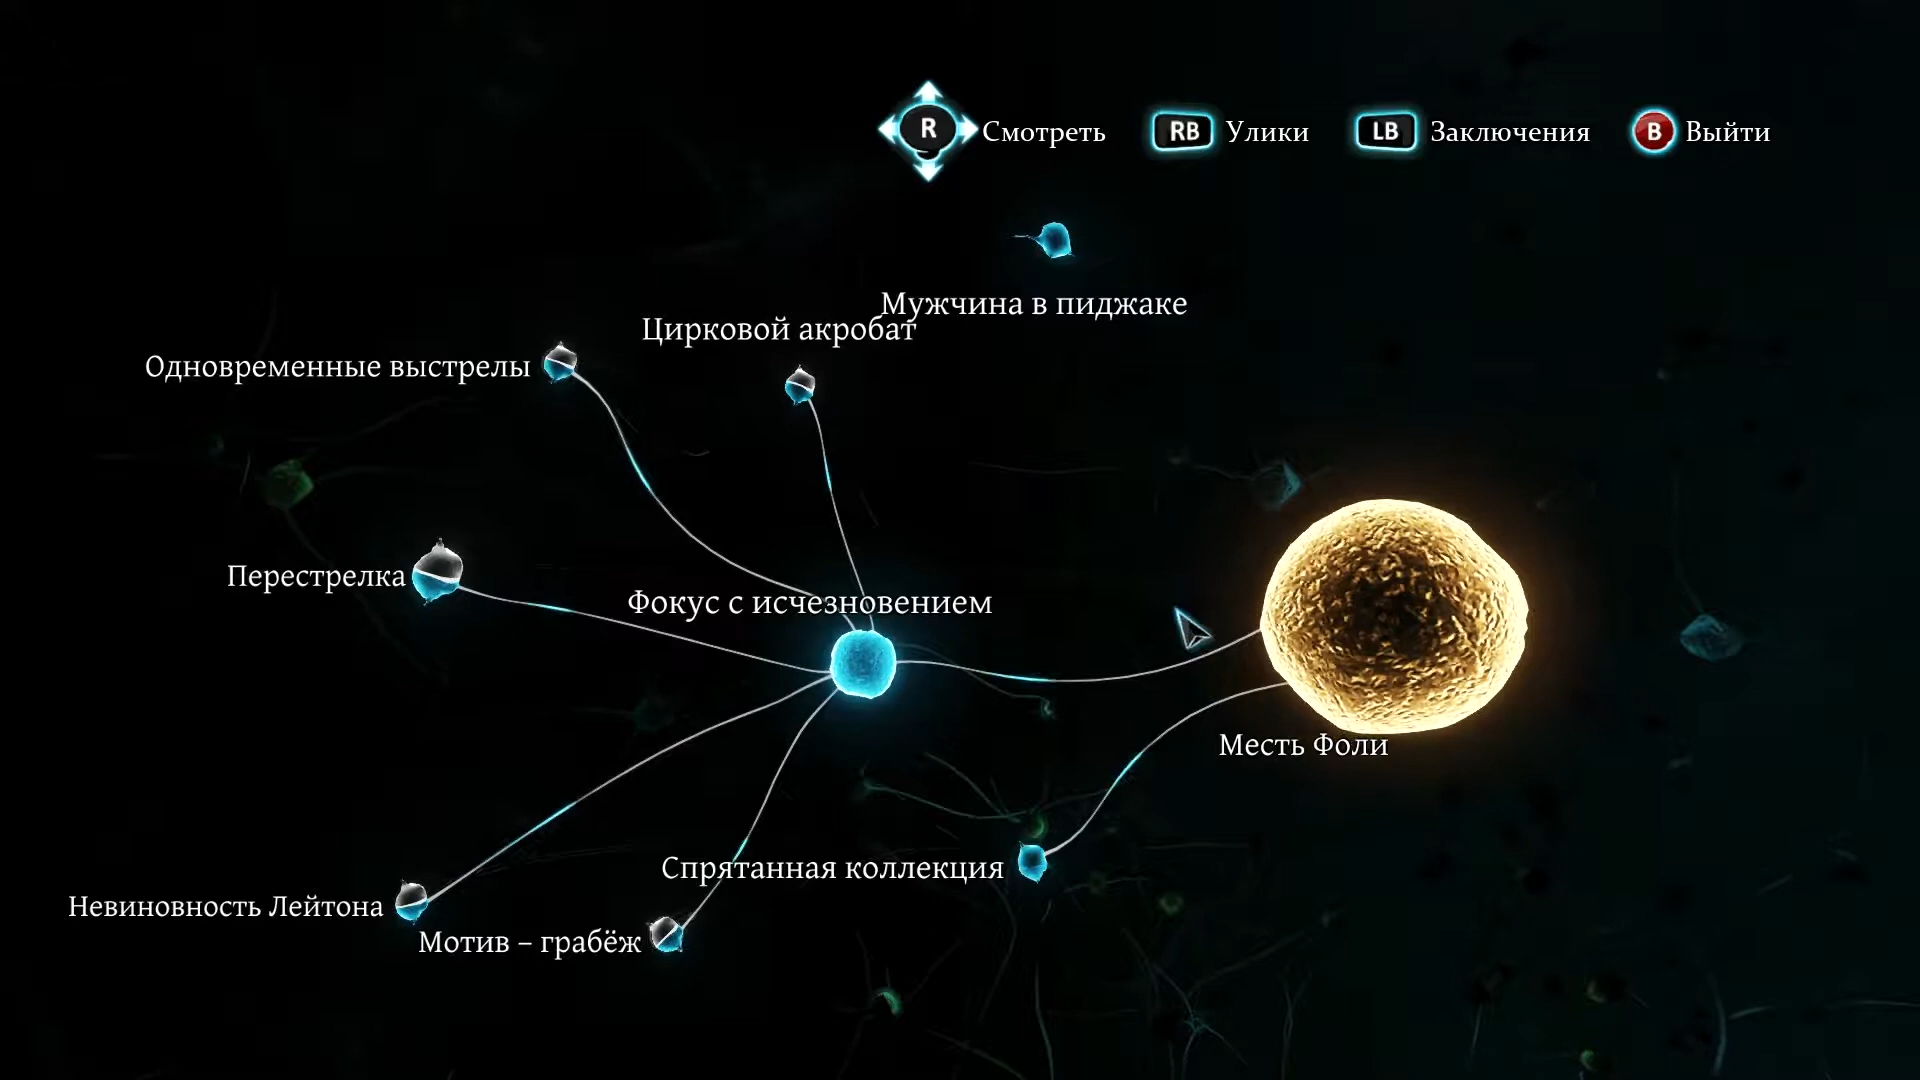 R Смотреть RB Улики LB Заключения B Выйти
Мужчина в пиджаке
Цирковой акробат
Одновременные выстрелы
Перестрелка
Фокус с исчезновением
Месть Фоли
Спрятанная коллекция
Невиновность Лейтона
Мотив – грабёж